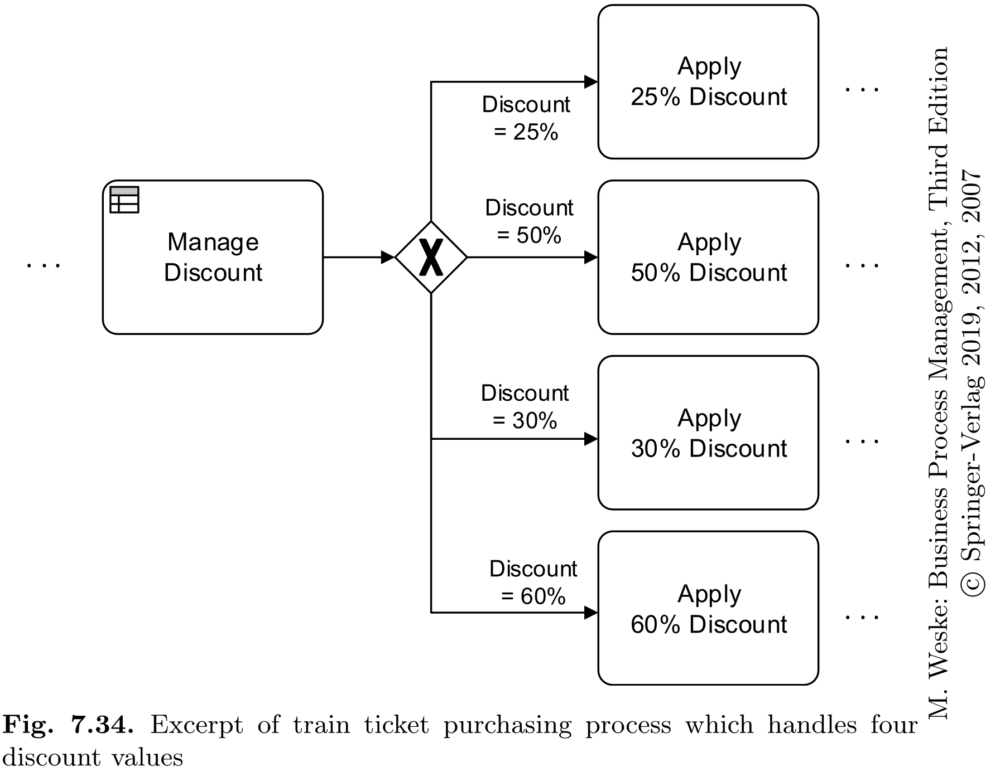 Apply
25% Discount
. . .
Discount
= 25%
Manage
Discount
. . .
X
Discount
= 50%
Apply
50% Discount
. . .
Discount
= 30%
Apply
30% Discount
. . .
Discount
= 60%
Apply
60% Discount
. . .
M. Weske: Business Process Management, Third Edition
© Springer-Verlag 2019, 2012, 2007
Fig. 7.34. Excerpt of train ticket purchasing process which handles four
discount values